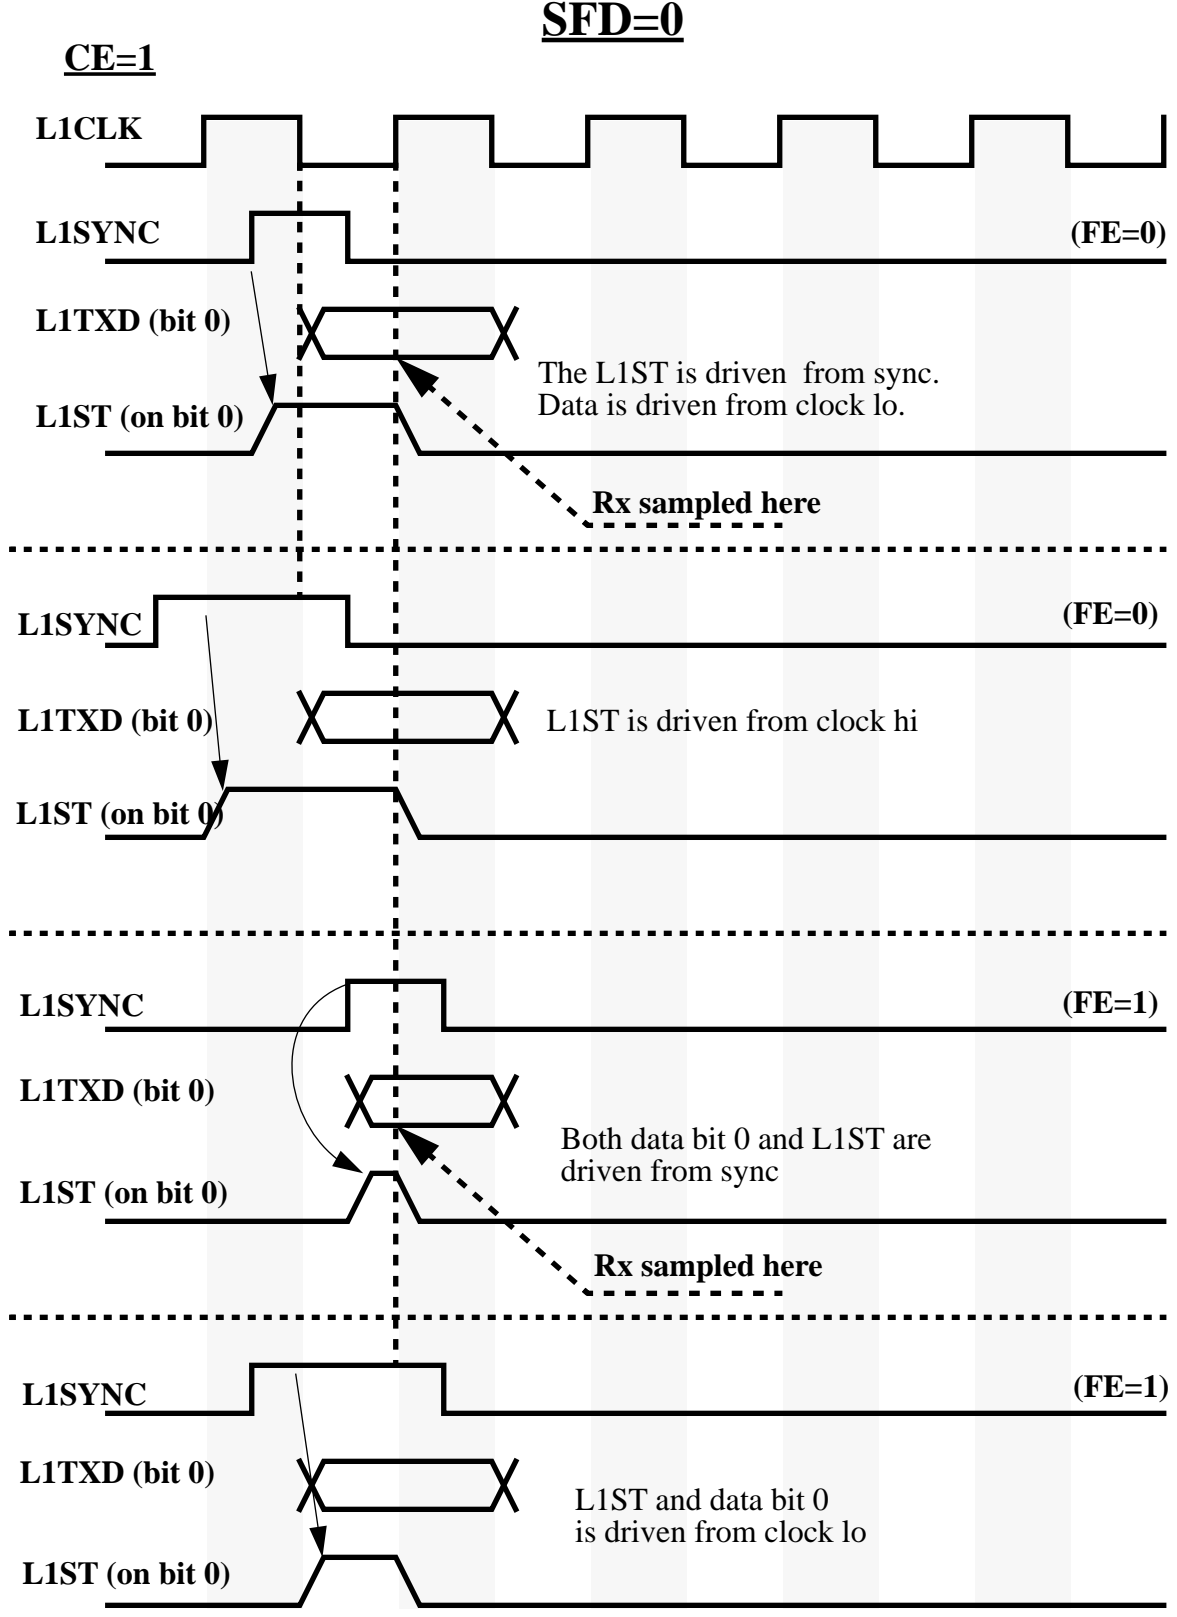 SFD=0
CE=1
L1CLK
L1SYNC
(FE=0)
L1TXD (bit 0)
The L1ST is driven from sync.
Data is driven from clock lo.
L1ST (on bit 0)
Rx sampled here
L1SYNC
(FE=0)
L1TXD (bit 0)
L1ST is driven from clock hi
L1ST (on bit 0)
L1SYNC
(FE=1)
L1TXD (bit 0)
Both data bit 0 and L1ST are
driven from sync
L1ST (on bit 0)
Rx sampled here
L1SYNC
(FE=1)
L1TXD (bit 0)
L1ST and data bit 0
is driven from clock lo
L1ST (on bit 0)